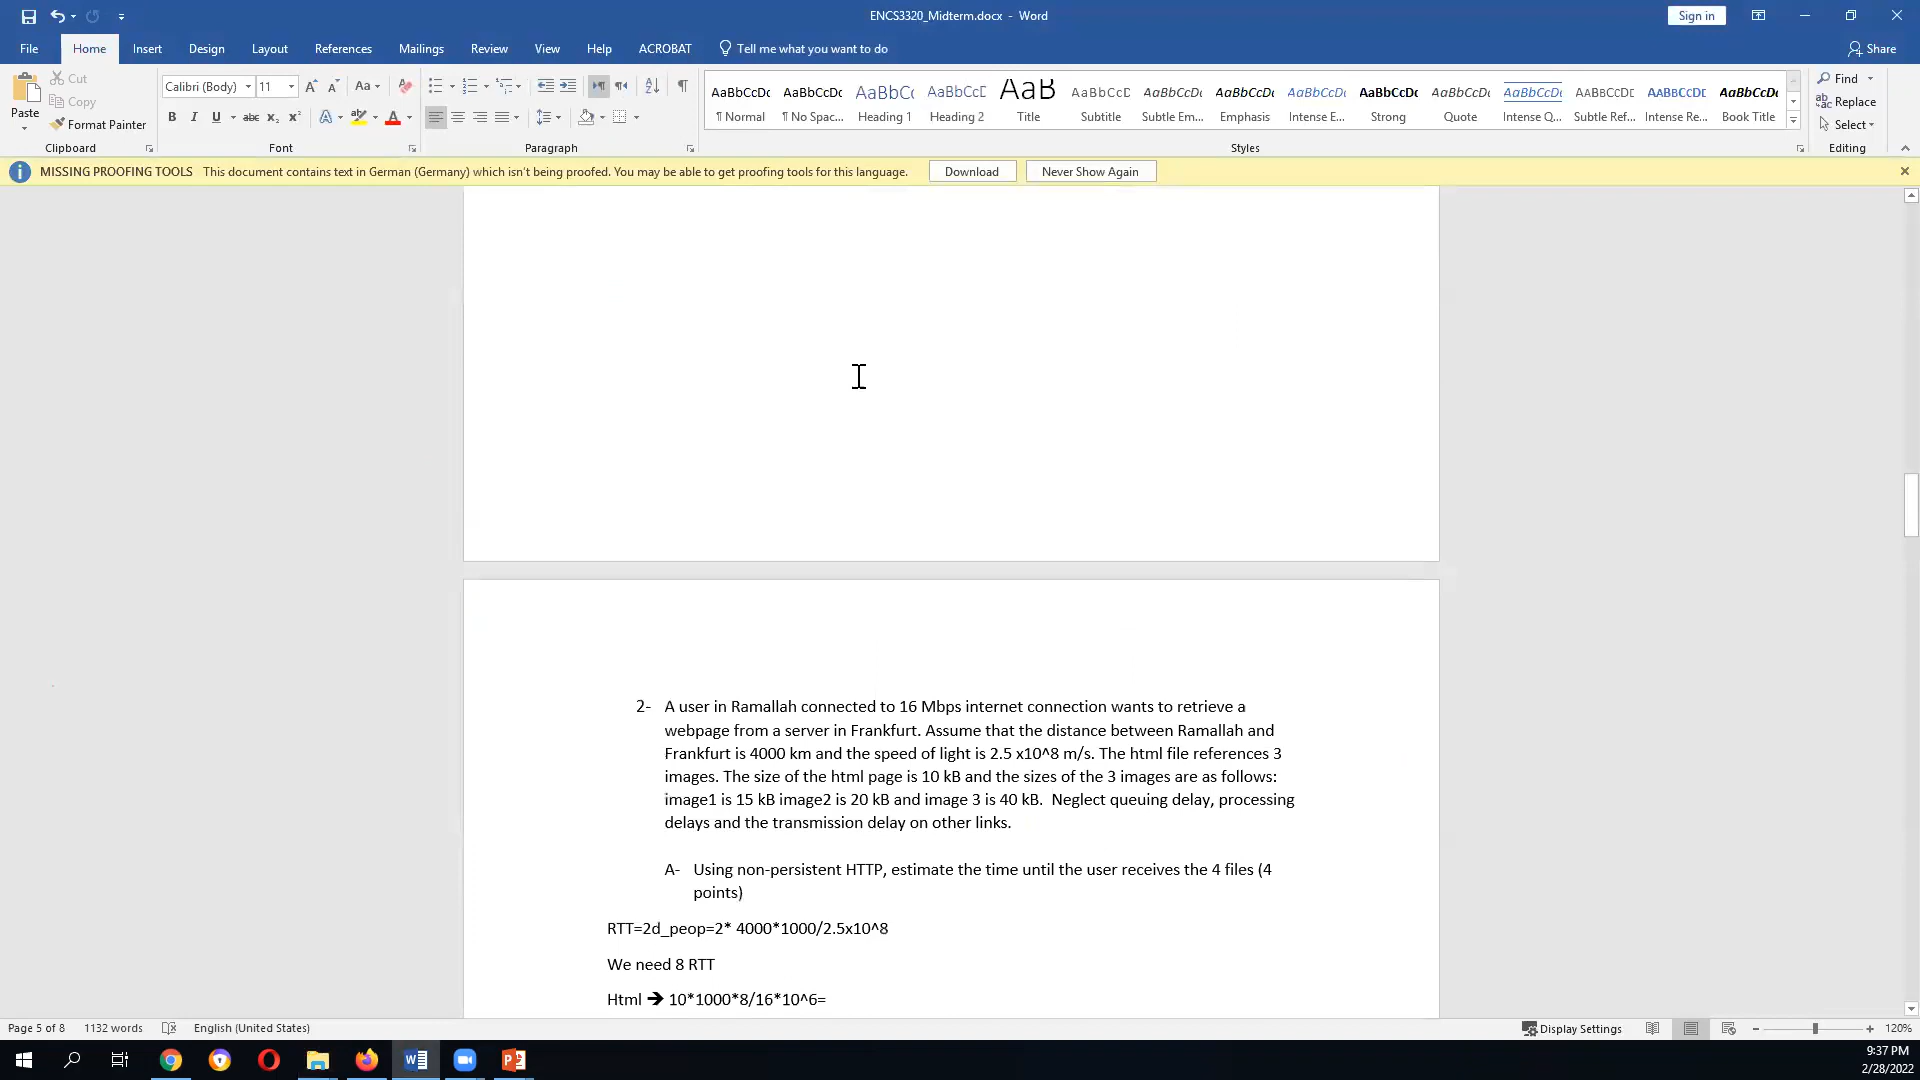 ENCS3320_Midterm.docx - Word
Sign in
File Home Insert Design Layout References Mailings Review View Help ACROBAT Tell me what you want to do Share
Paste
Cut
Copy
Format Painter
Calibri (Body) 11
AaBbCcDc AaBbCcDc AaBbCc AaBbCcD AaB AaBbCcD AaBbCcDc AaBbCcDc AaBbCcDc AaBbCcDc AaBbCcDc AaBbCcDc AABBCCDD AABBCCDD AaBbCcDc
¶ Normal ¶ No Spac... Heading 1 Heading 2 Title Subtitle Subtle Em... Emphasis Intense E... Strong Quote Intense Q... Subtle Ref... Intense Re... Book Title
Find
Replace
Select
Clipboard Font Paragraph Styles Editing
MISSING PROOFING TOOLS This document contains text in German (Germany) which isn't being proofed. You may be able to get proofing tools for this language. Download Never Show Again
2- A user in Ramallah connected to 16 Mbps internet connection wants to retrieve a
webpage from a server in Frankfurt. Assume that the distance between Ramallah and
Frankfurt is 4000 km and the speed of light is 2.5 x10^8 m/s. The html file references 3
images. The size of the html page is 10 kB and the sizes of the 3 images are as follows:
image1 is 15 kB image2 is 20 kB and image 3 is 40 kB. Neglect queuing delay, processing
delays and the transmission delay on other links.
A- Using non-persistent HTTP, estimate the time until the user receives the 4 files (4
points)
RTT=2d_peop=2* 4000*1000/2.5x10^8
We need 8 RTT
Html ➔ 10*1000*8/16*10^6=
Page 5 of 8 1132 words English (United States) Display Settings 120%
9:37 PM
2/28/2022